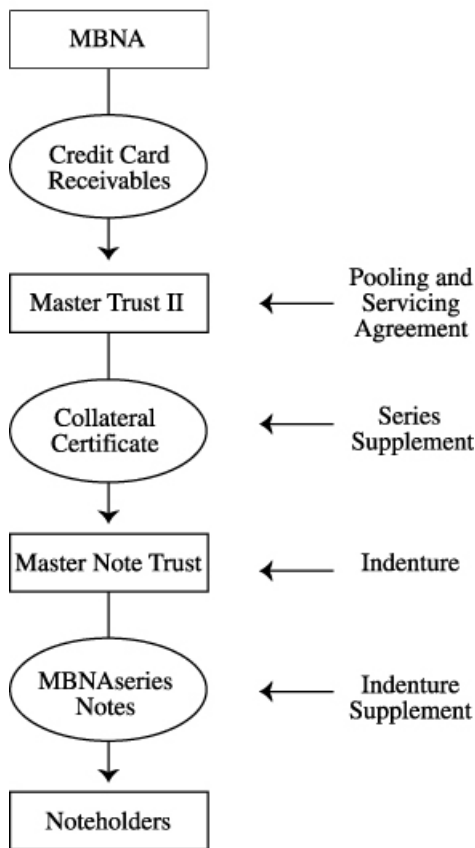 MBNA
Credit Card
Receivables
Master Trust II
Pooling and
Servicing
Agreement
Collateral
Certificate
Series
Supplement
Master Note Trust
Indenture
MBNAseries
Notes
Indenture
Supplement
Noteholders